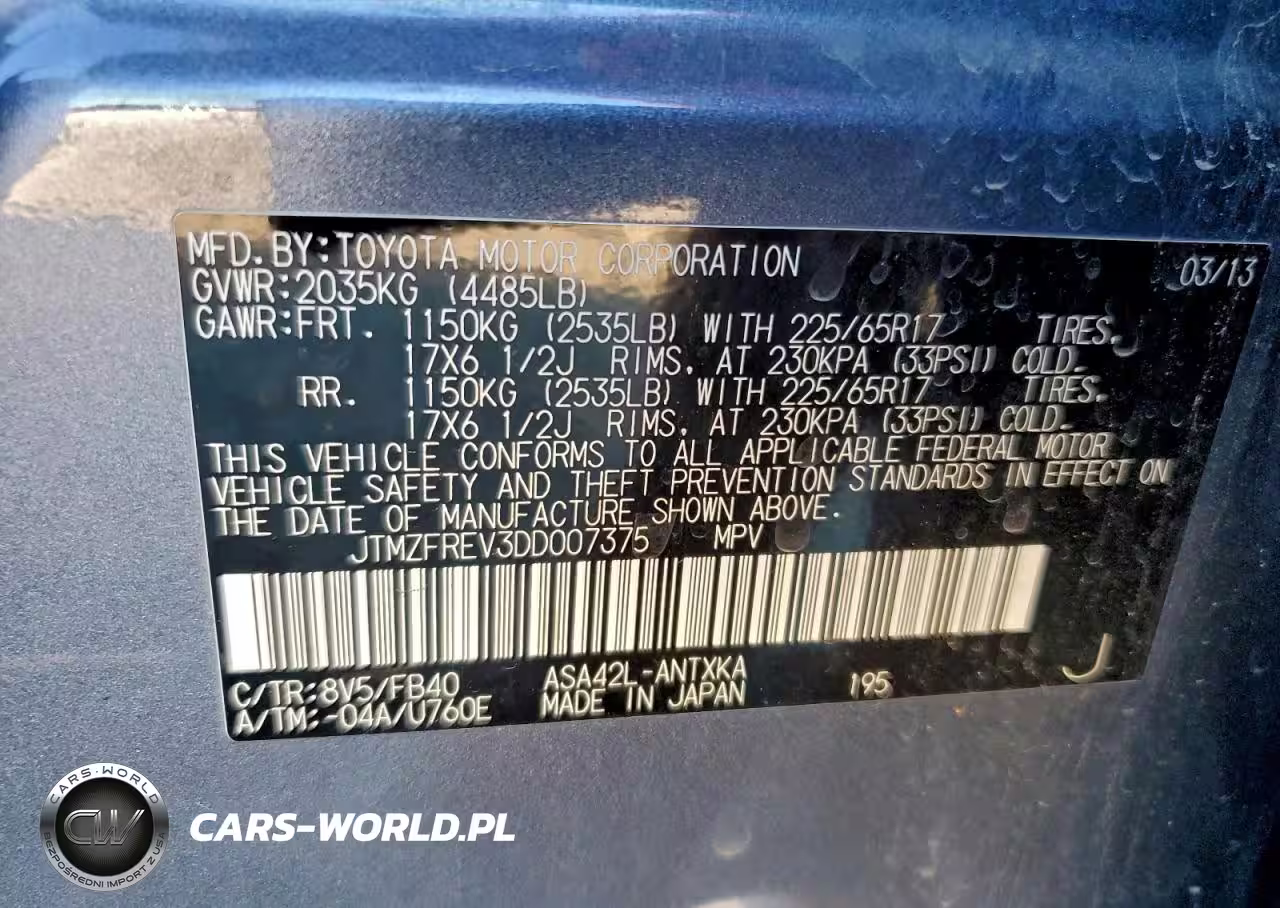 MFD.BY:TOYOTA MOTOR CORPORATION 03/13
GVWR:2035KG (4485LB)
GAWR:FRT. 1150KG (2535LB) WITH 225/65R17 TIRES.
17X6 1/2J RIMS, AT 230KPA (33PSI) COLD.
RR. 1150KG (2535LB) WITH 225/65R17 TIRES.
17X6 1/2J RIMS, AT 230KPA (33PSI) COLD.
THIS VEHICLE CONFORMS TO ALL APPLICABLE FEDERAL MOTOR
VEHICLE SAFETY AND THEFT PREVENTION STANDARDS IN EFFECT ON
THE DATE OF MANUFACTURE SHOWN ABOVE.
JTMZFREV3DD007375 MPV
C/TR:8V5/FB40 ASA42L-ANTXKA 195 J
A/TM:-04A/U760E MADE IN JAPAN
CARS-WORLD
CW
BEZPOŚREDNI IMPORT Z USA
CARS-WORLD.PL